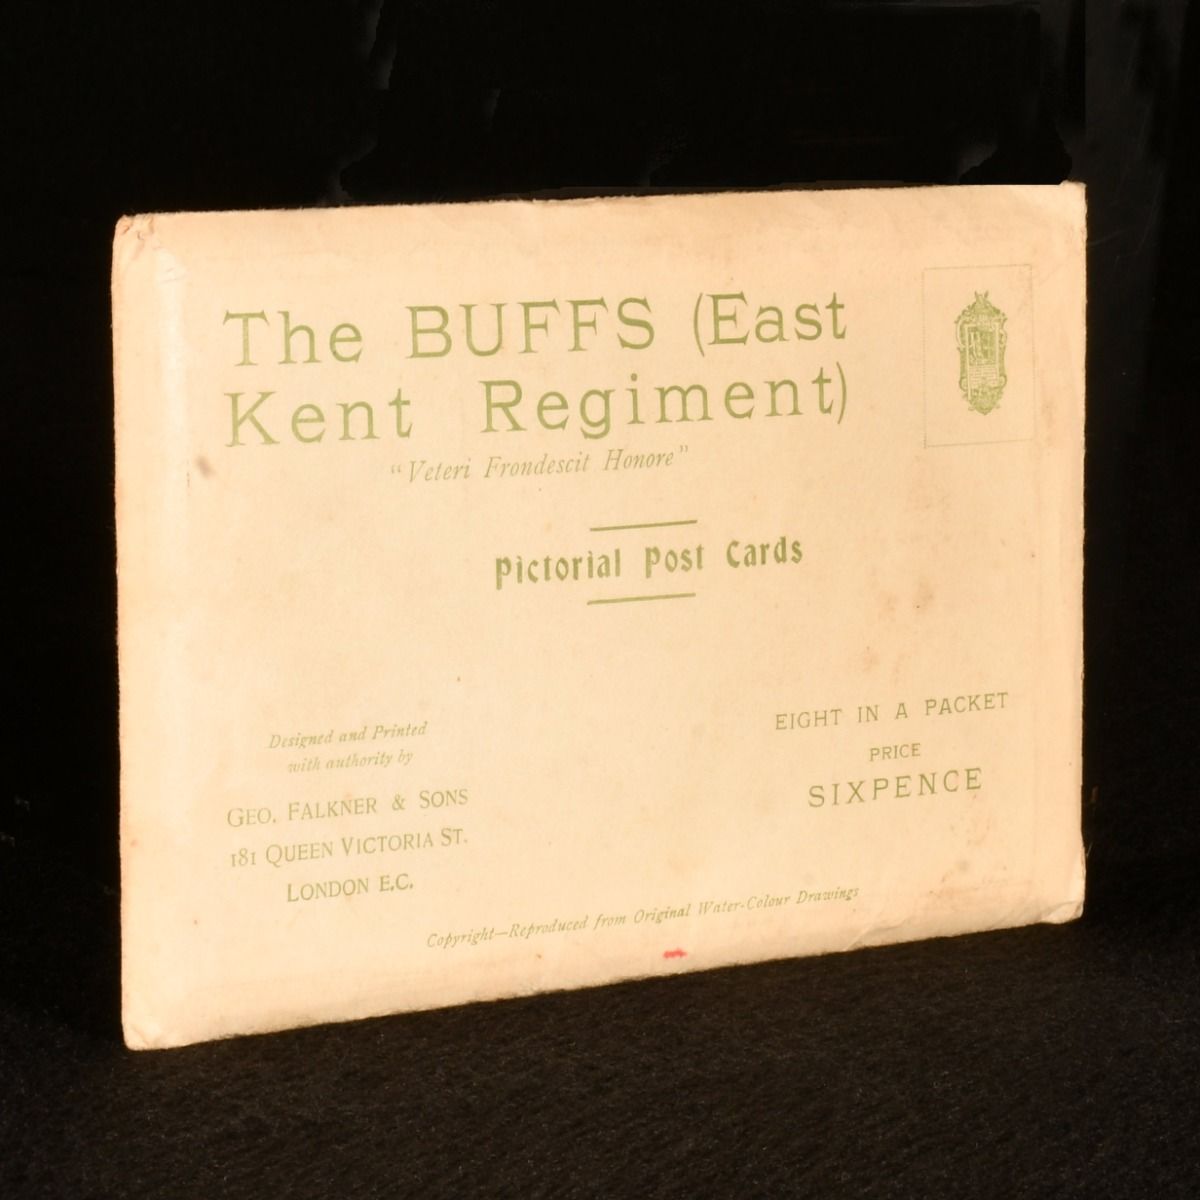 The BUFFS (East
Kent Regiment)
"Veteri Frondescit Honore"
Pictorial Post Cards
Designed and Printed
with authority by
GEO. FALKNER & SONS
181 QUEEN VICTORIA ST.
LONDON E.C.
EIGHT IN A PACKET
PRICE
SIXPENCE
Copyright—Reproduced from Original Water-Colour Drawings